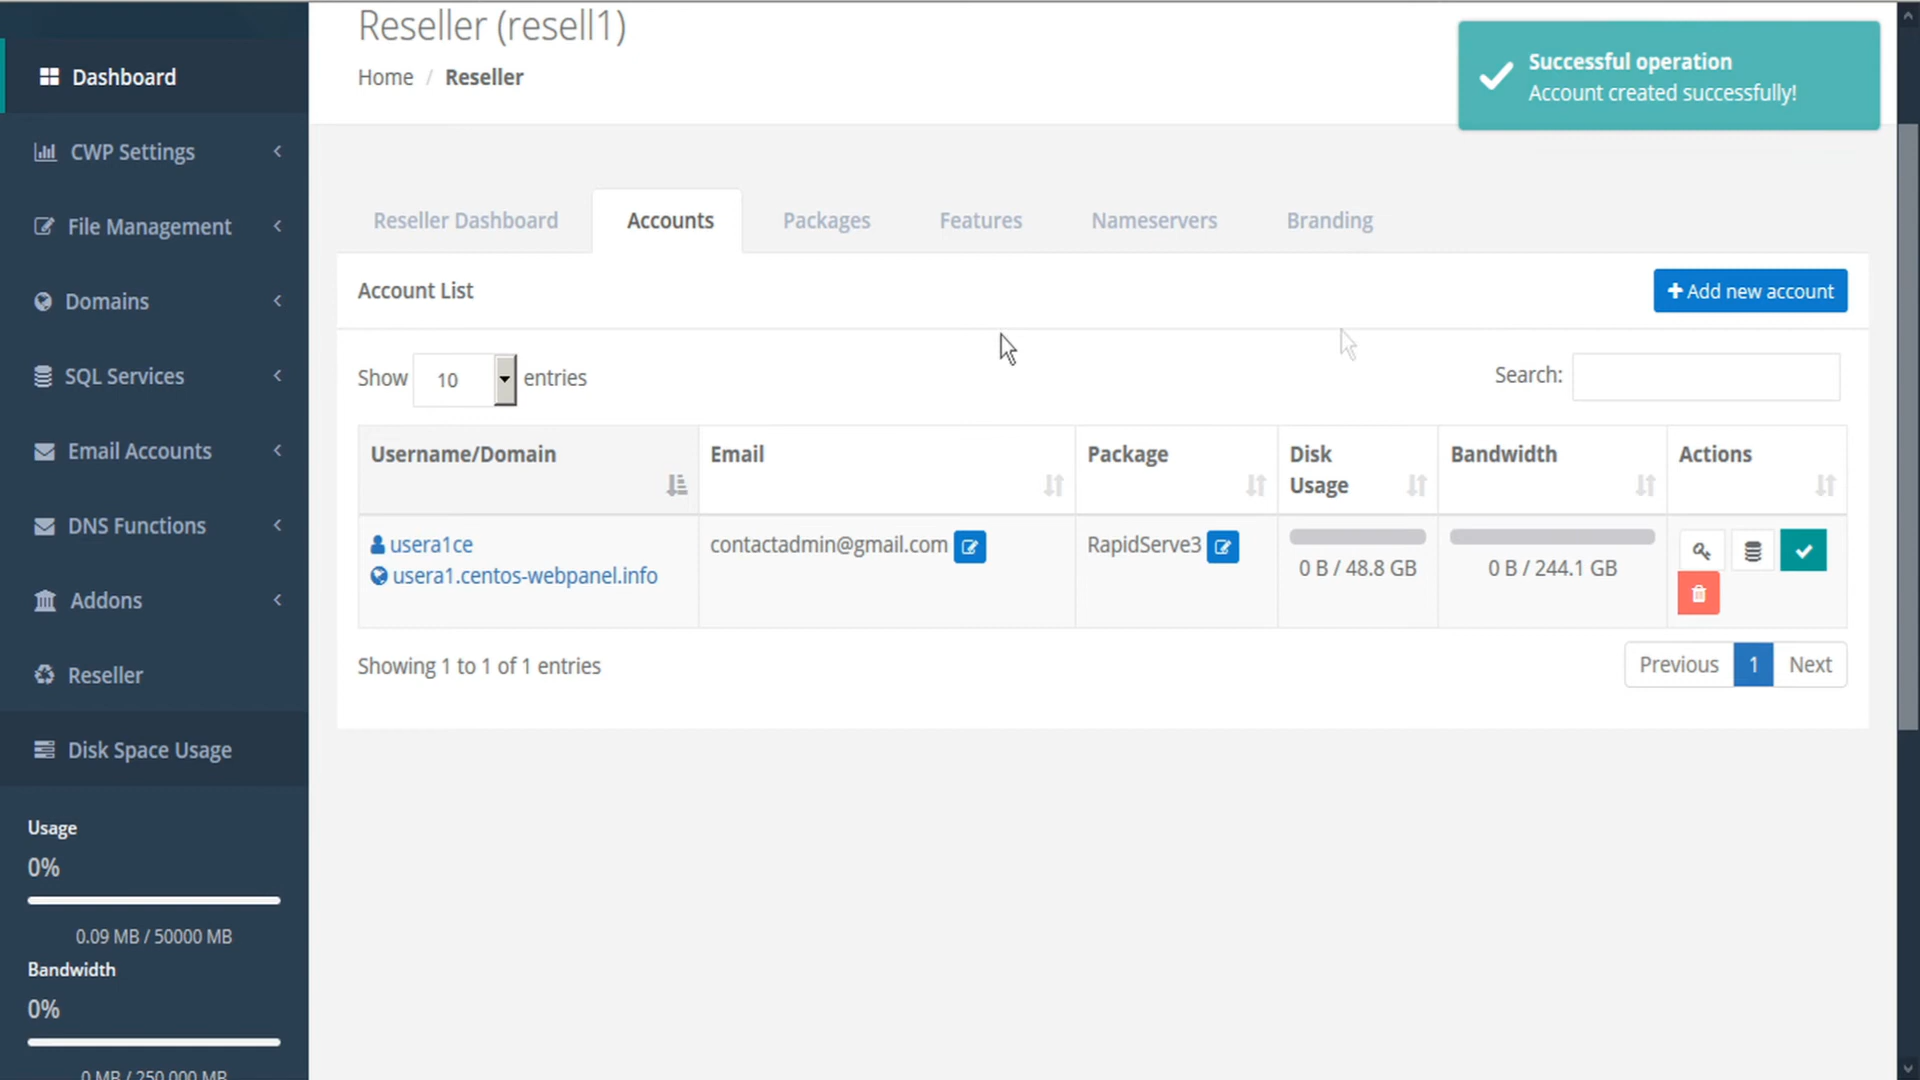 Reseller (resell1)
Home / Reseller
Successful operation
Account created successfully!
Dashboard
CWP Settings
File Management
Domains
SQL Services
Email Accounts
DNS Functions
Addons
Reseller
Disk Space Usage
Usage
0%
0.09 MB / 50000 MB
Bandwidth
0%
0 MB / 250.000 MB
Reseller Dashboard
Accounts
Packages
Features
Nameservers
Branding
Account List
Add new account
Show 10 entries
Search:
Username/Domain
Email
Package
Disk
Usage
Bandwidth
Actions
usera1ce
usera1.centos-webpanel.info
contactadmin@gmail.com
RapidServe3
0 B / 48.8 GB
0 B / 244.1 GB
Showing 1 to 1 of 1 entries
Previous 1 Next